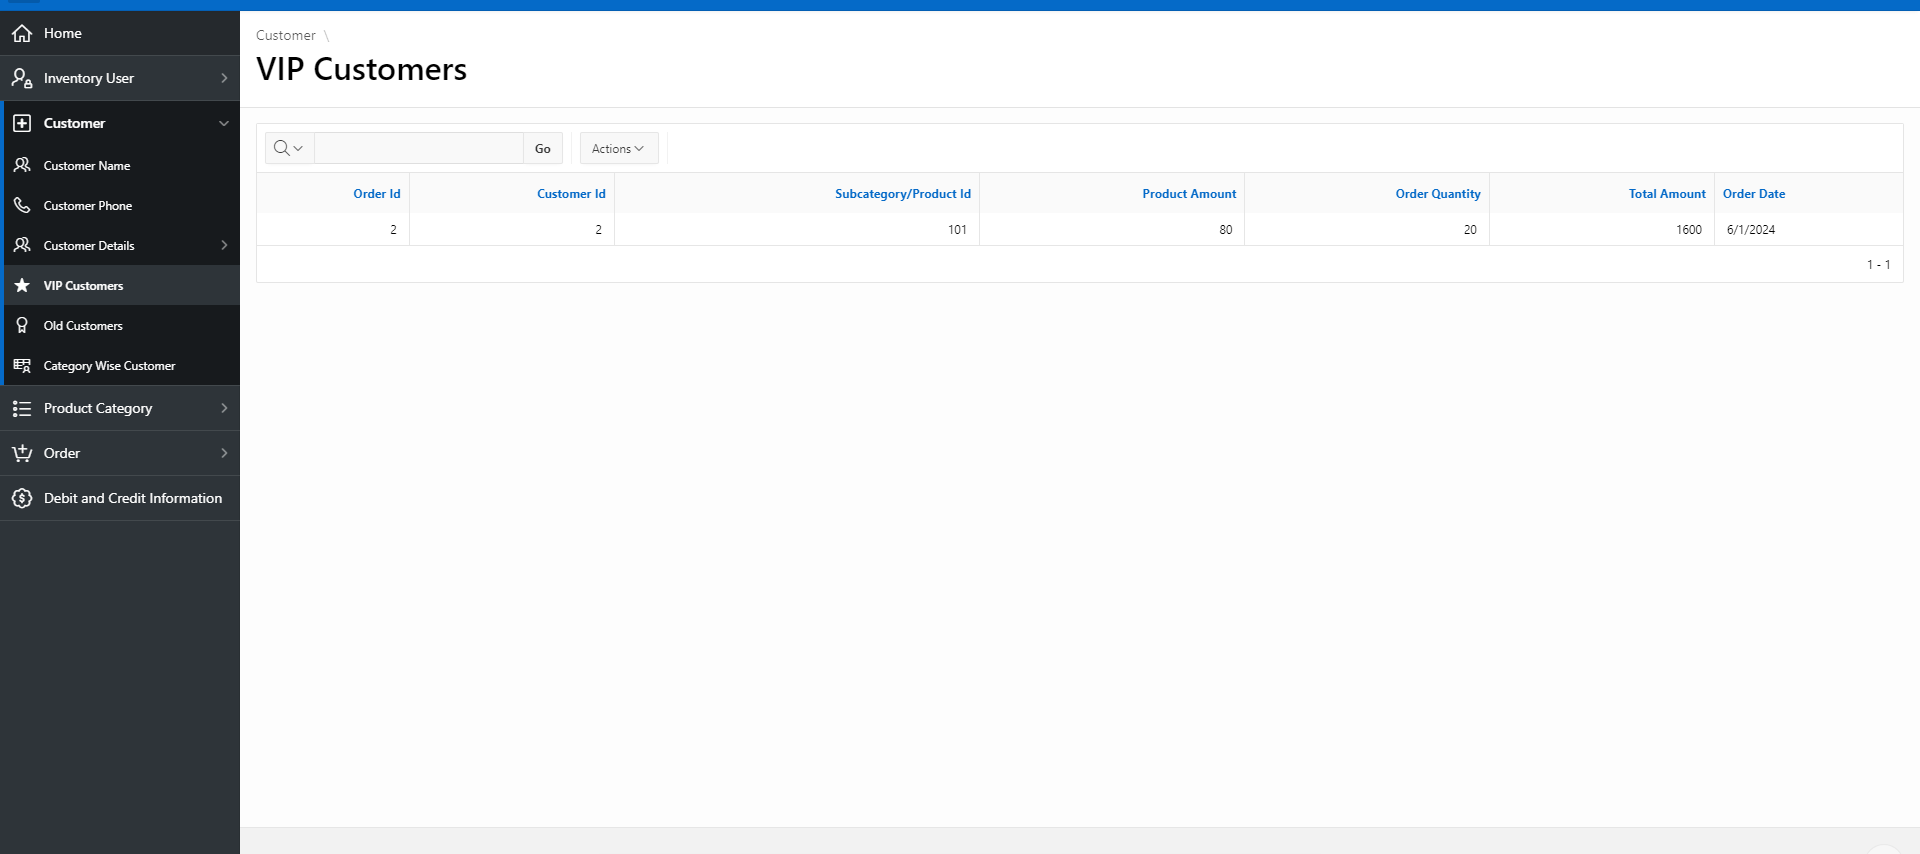 Home
Inventory User
Customer
Customer Name
Customer Phone
Customer Details
VIP Customers
Old Customers
Category Wise Customer
Product Category
Order
Debit and Credit Information
Customer \
VIP Customers
Go Actions
Order Id Customer Id Subcategory/Product Id Product Amount Order Quantity Total Amount Order Date
2 2 101 80 20 1600 6/1/2024
1 - 1